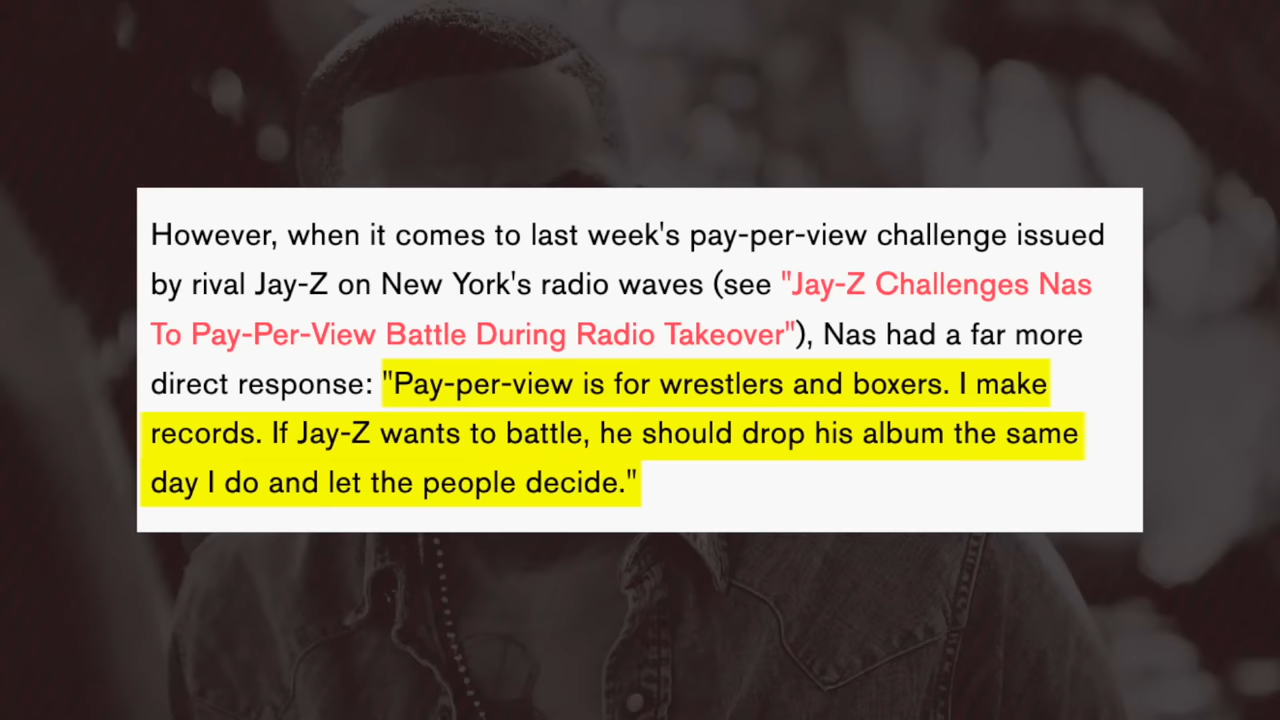 However, when it comes to last week's pay-per-view challenge issued
by rival Jay-Z on New York's radio waves (see "Jay-Z Challenges Nas
To Pay-Per-View Battle During Radio Takeover"), Nas had a far more
direct response: "Pay-per-view is for wrestlers and boxers. I make
records. If Jay-Z wants to battle, he should drop his album the same
day I do and let the people decide."